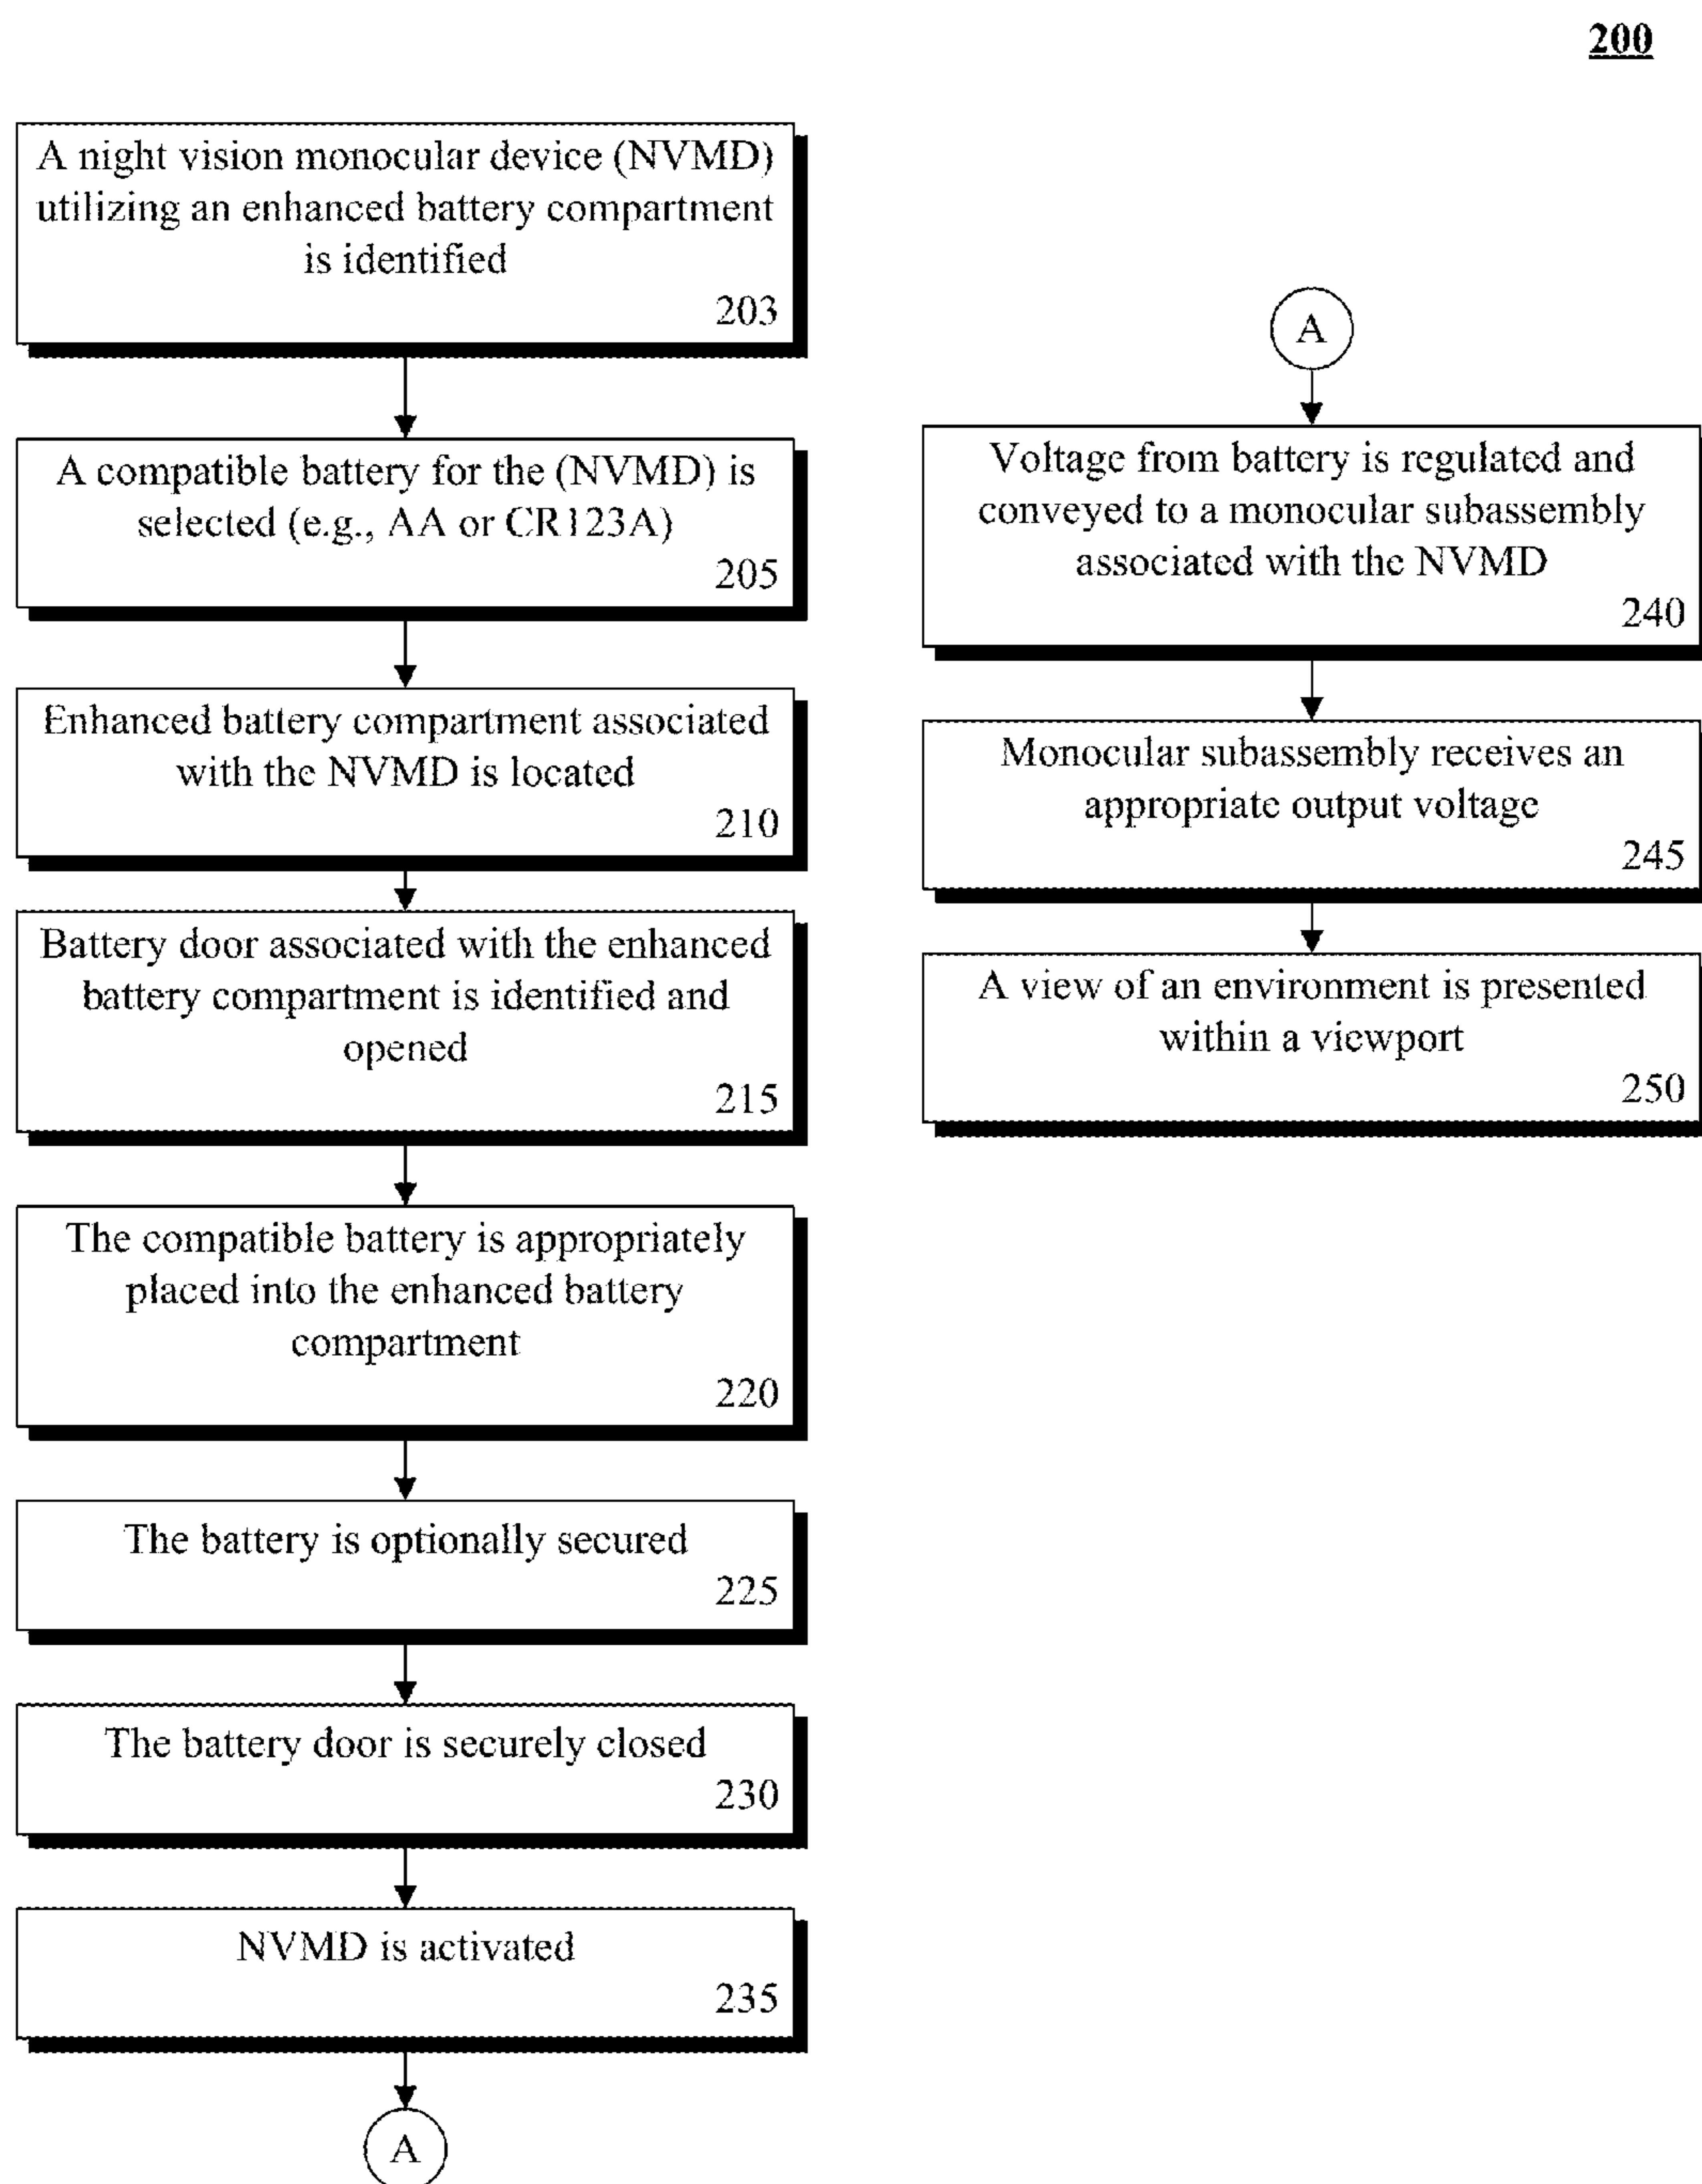 200
A night vision monocular device (NVMD)
utilizing an enhanced battery compartment
is identified
203
A compatible battery for the (NVMD) is
selected (e.g., AA or CR123A)
205
Enhanced battery compartment associated
with the NVMD is located
210
Battery door associated with the enhanced
battery compartment is identified and
opened
215
The compatible battery is appropriately
placed into the enhanced battery
compartment
220
The battery is optionally secured
225
The battery door is securely closed
230
NVMD is activated
235
A
A
Voltage from battery is regulated and
conveyed to a monocular subassembly
associated with the NVMD
240
Monocular subassembly receives an
appropriate output voltage
245
A view of an environment is presented
within a viewport
250